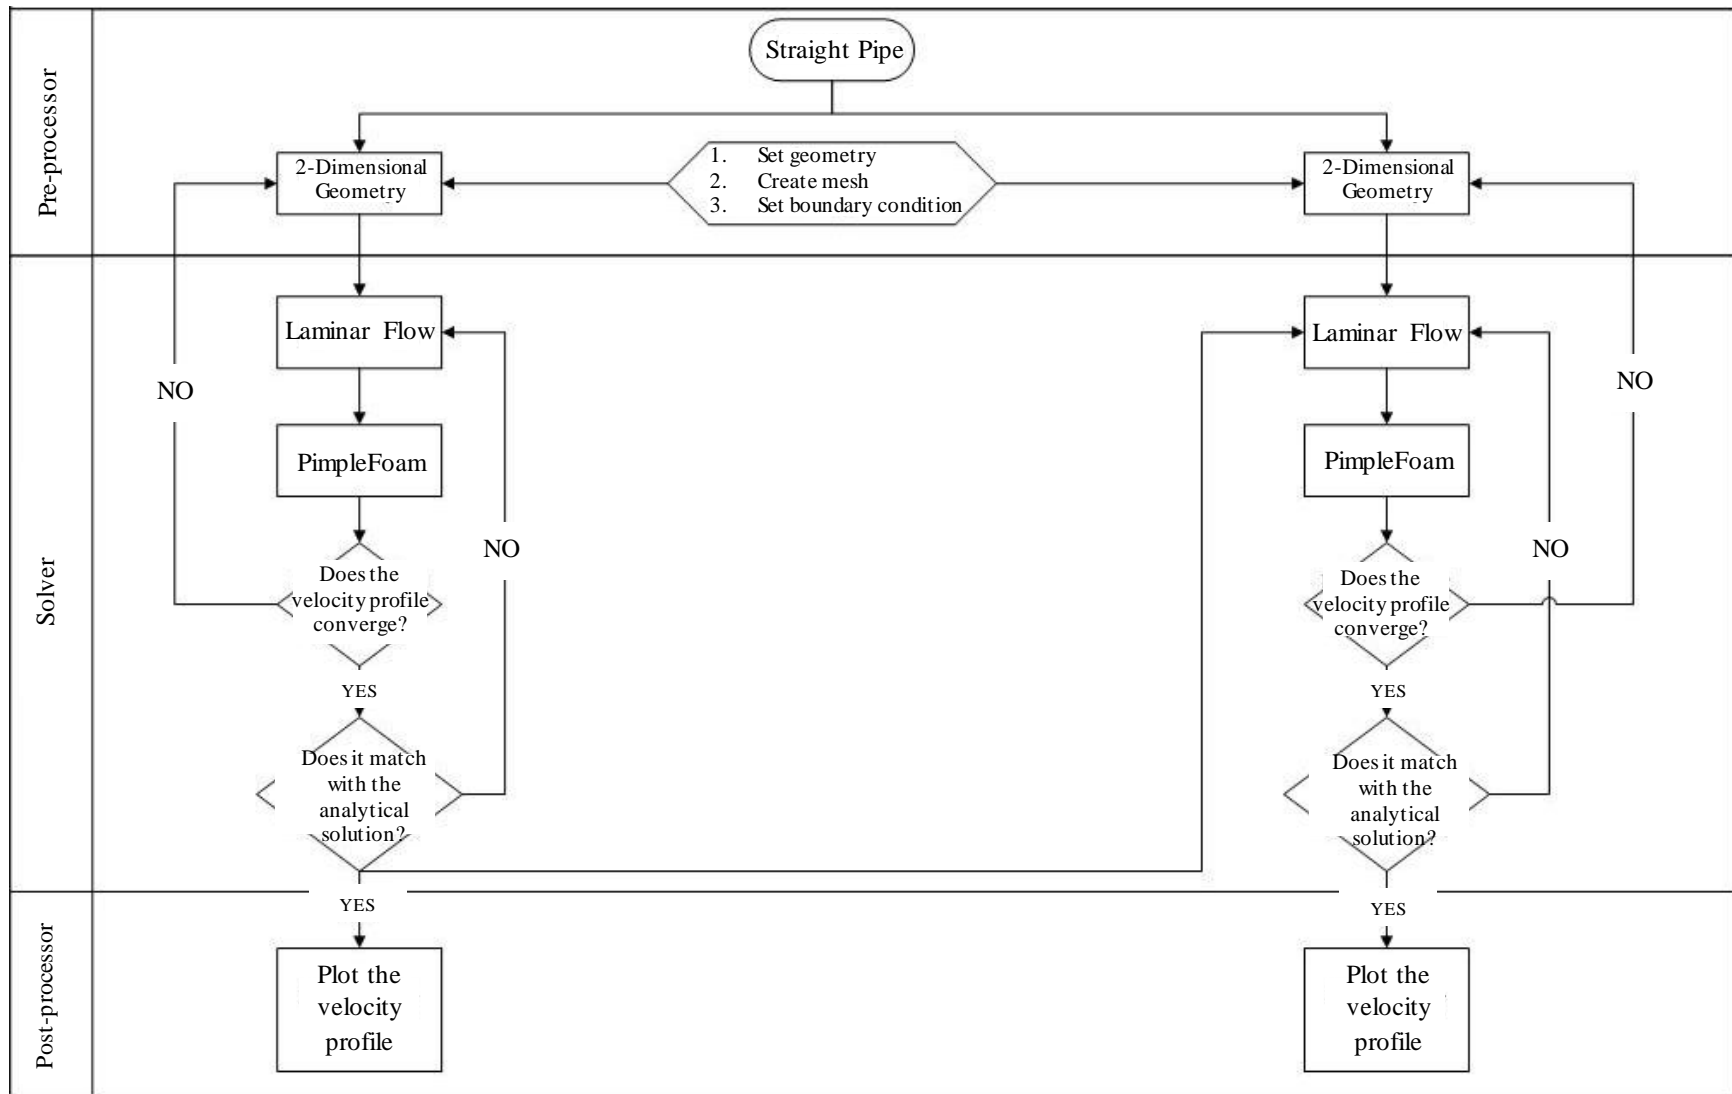 Pre-processor
Straight Pipe
2-Dimensional
Geometry
1. Set geometry
2. Create mesh
3. Set boundary condition
2-Dimensional
Geometry
Solver
Laminar Flow
Laminar Flow
NO
NO
PimpleFoam
PimpleFoam
NO
NO
Does the
velocity profile
converge?
Does the
velocity profile
converge?
YES
YES
Does it match
with the
analytical
solution?
Does it match
with the
analytical
solution?
Post-processor
YES
YES
Plot the
velocity
profile
Plot the
velocity
profile